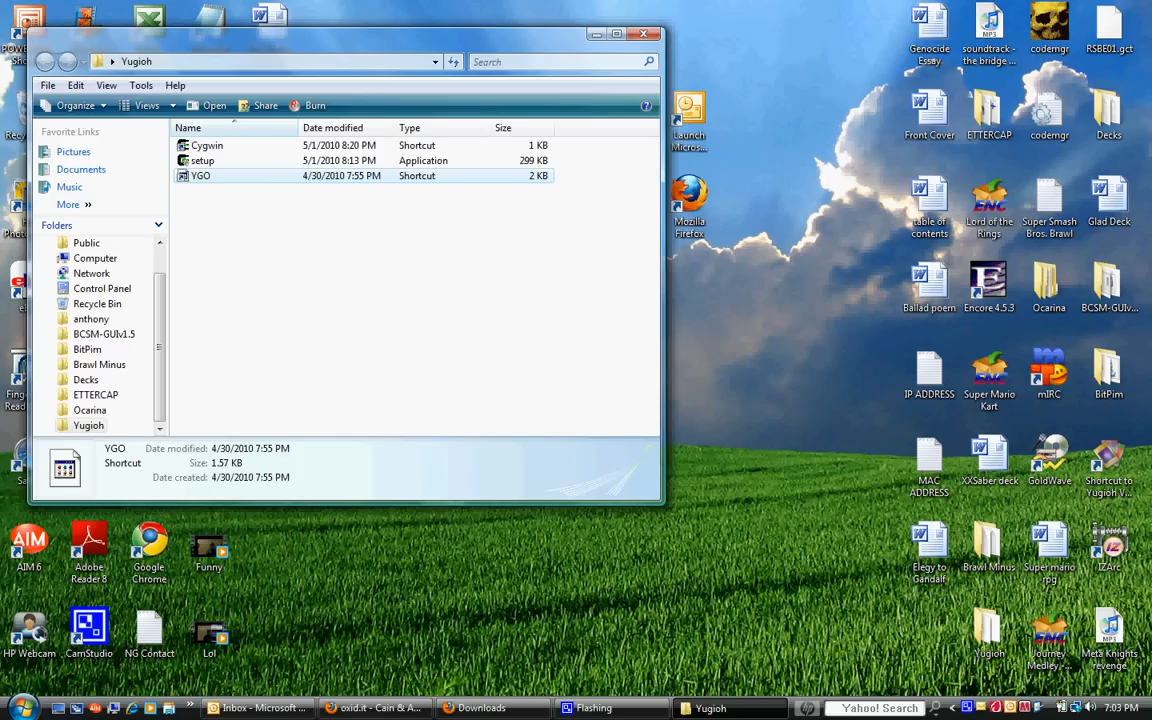 Yugioh
Search
File Edit View Tools Help
Organize Views Open Share Burn
Favorite Links
Pictures
Documents
Music
More »
Folders
Public
Computer
Network
Control Panel
Recycle Bin
anthony
BCSM-GUIv1.5
BitPim
Brawl Minus
Decks
ETTERCAP
Ocarina
Yugioh
Name Date modified Type Size
Cygwin 5/1/2010 8:20 PM Shortcut 1 KB
setup 5/1/2010 8:13 PM Application 299 KB
YGO 4/30/2010 7:55 PM Shortcut 2 KB
YGO Date modified: 4/30/2010 7:55 PM
Shortcut Size: 1.57 KB
Date created: 4/30/2010 7:55 PM
Launch
Micros...
Mozilla
Firefox
Genocide
Essay
soundtrack -
the bridge ...
codemgr
RSBE01.gct
Front Cover
ETTERCAP
codemgr
Decks
table of
contents
Lord of the
Rings
Super Smash
Bros. Brawl
Glad Deck
Ballad poem
Encore 4.5.3
Ocarina
BCSM-GUIv...
IP ADDRESS
Super Mario
Kart
mIRC
BitPim
MAC
ADDRESS
XXSaber deck
GoldWave
Shortcut to
Yugioh V...
Elegy to
Gandalf
Brawl Minus
Super mario
rpg
IZArc
Yugioh
Journey
Medley,-...
Meta Knights
revenge
AIM 6
Adobe
Reader 8
Google
Chrome
Funny
HP Webcam
CamStudio
NG Contact
Lol
Inbox - Microsoft ...
oxid.it - Cain & A...
Downloads
Flashing
Yugioh
Yahoo! Search
7:03 PM